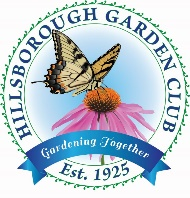 HILLSBOROUGH GARDEN CLUB
Gardening Together
Est. 1925